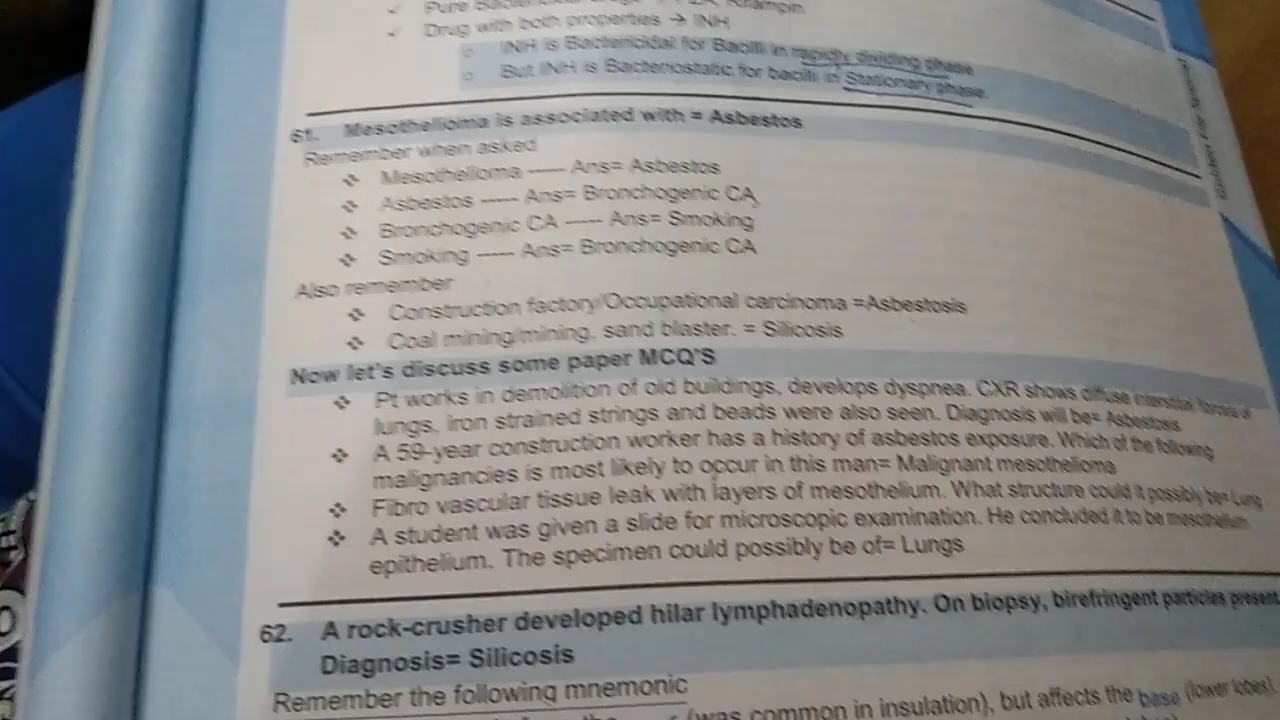 ✓ Pure
✓ Drug with both properties → INH
○ INH is Bactericidal for Bacilli in rapidly dividing phase
○ But INH is Bacteriostatic for bacilli in Stationary phase.
61. Mesothelioma is associated with = Asbestos
Remember when asked
❖ Mesothelioma ----- Ans= Asbestos
❖ Asbestos ----- Ans= Bronchogenic CA
❖ Bronchogenic CA ----- Ans= Smoking
❖ Smoking ----- Ans= Bronchogenic CA
Also remember
❖ Construction factory/Occupational carcinoma =Asbestosis
❖ Coal mining/mining, sand blaster. = Silicosis
Now let's discuss some paper MCQ'S
❖ Pt works in demolition of old buildings, develops dyspnea. CXR shows diffuse interstitial fibrosis of
lungs, iron strained strings and beads were also seen. Diagnosis will be= Asbestosis
❖ A 59-year construction worker has a history of asbestos exposure. Which of the following
malignancies is most likely to occur in this man= Malignant mesothelioma
❖ Fibro vascular tissue leak with layers of mesothelium. What structure could it possibly be= Lung
❖ A student was given a slide for microscopic examination. He concluded it to be mesothelium
epithelium. The specimen could possibly be of= Lungs
62. A rock-crusher developed hilar lymphadenopathy. On biopsy, birefringent particles present.
Diagnosis= Silicosis
Remember the following mnemonic
(was common in insulation), but affects the base (lower lobes).